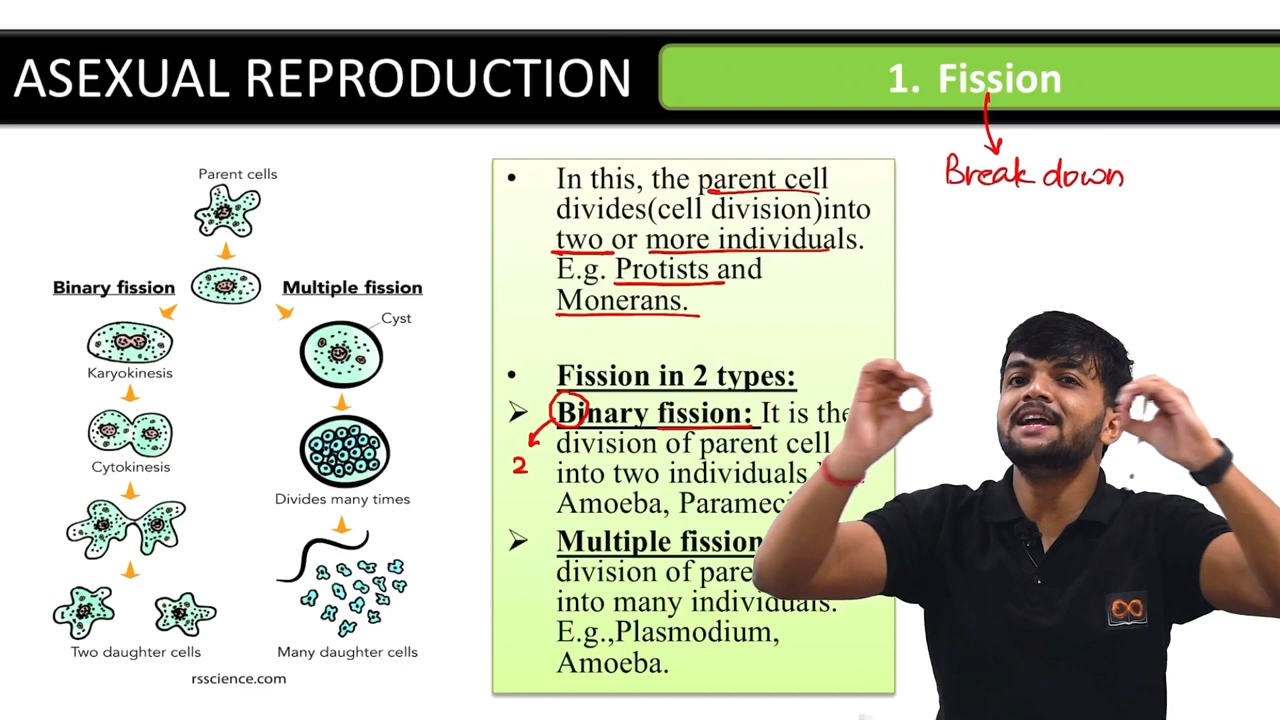 ASEXUAL REPRODUCTION
1. Fission
Break down
Parent cells
Binary fission
Multiple fission
Cyst
Karyokinesis
Cytokinesis
Divides many times
Two daughter cells
Many daughter cells
rsscience.com
• In this, the parent cell
divides(cell division)into
two or more individuals.
E.g. Protists and
Monerans.
• Fission in 2 types:
➤ Binary fission: It is the
2
division of parent cell
into two individuals
Amoeba,
➤ Multiple fission
division of
into many individuals.
E.g.,Plasmodium,
Amoeba.